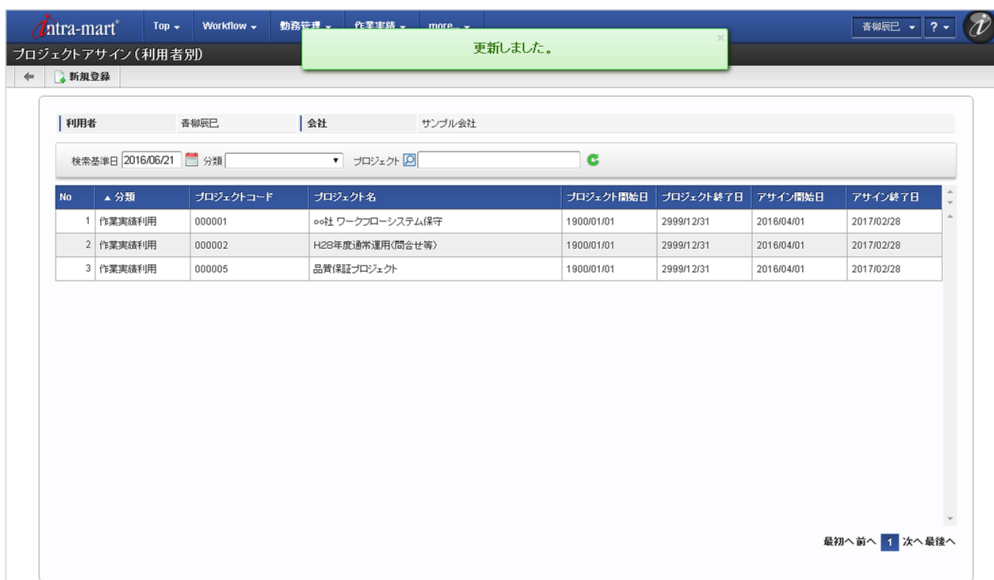 intra-mart Top Workflow 勤務管理 作業実績 more... 青柳辰巳 ?
更新しました。 ×
プロジェクトアサイン(利用者別)
新規登録
利用者 青柳辰巳 会社 サンプル会社
検索基準日 2016/06/21 分類 プロジェクト
No ▲分類 プロジェクトコード プロジェクト名 プロジェクト開始日 プロジェクト終了日 アサイン開始日 アサイン終了日
1 作業実績利用 000001 ○○社 ワークフローシステム保守 1900/01/01 2999/12/31 2016/04/01 2017/02/28
2 作業実績利用 000002 H28年度通常運用(問合せ等) 1900/01/01 2999/12/31 2016/04/01 2017/02/28
3 作業実績利用 000005 品質保証プロジェクト 1900/01/01 2999/12/31 2016/04/01 2017/02/28
最初へ 前へ 1 次へ 最後へ